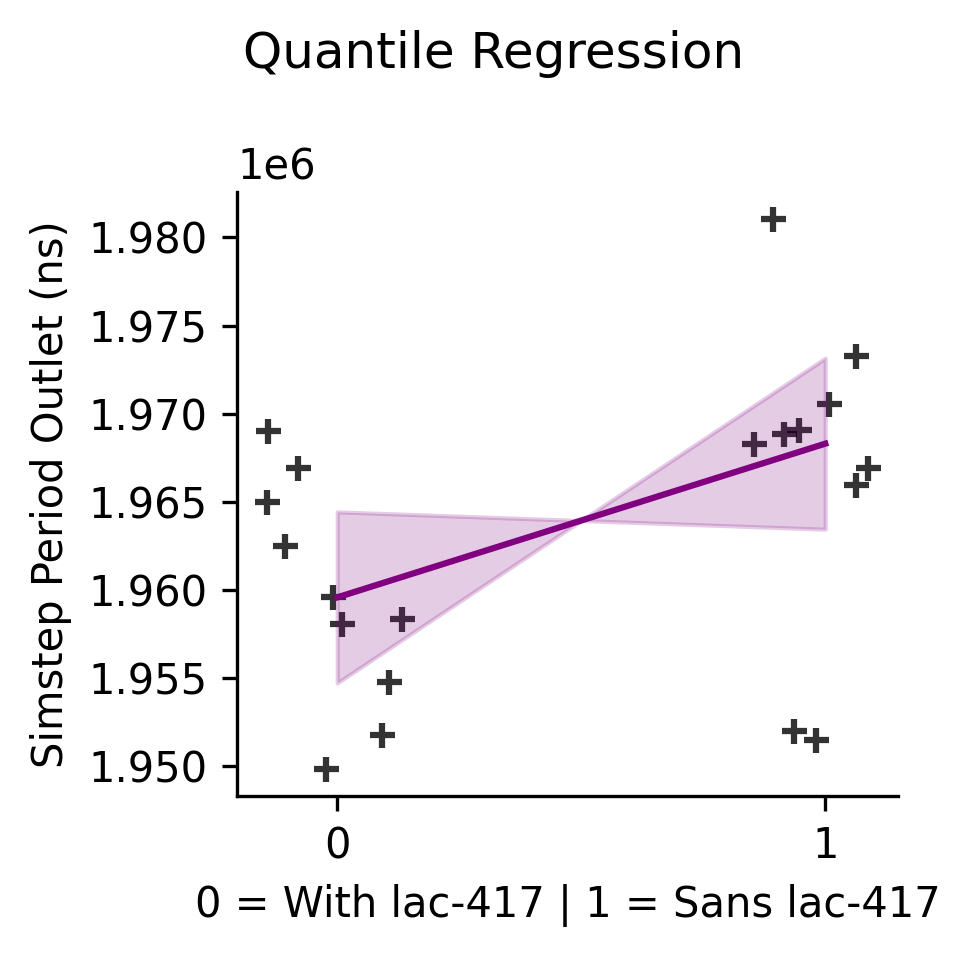 Quantile Regression
1e6
1.980
1.975
1.970
1.965
1.960
1.955
1.950
Simstep Period Outlet (ns)
0 1
0 = With lac-417 | 1 = Sans lac-417